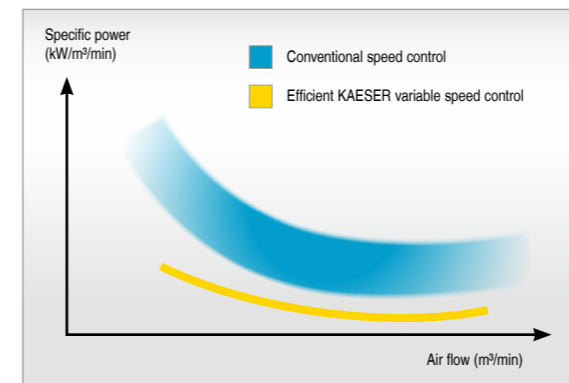 Specific power
(kW/m³/min)
Conventional speed control
Efficient KAESER variable speed control
Air flow (m³/min)